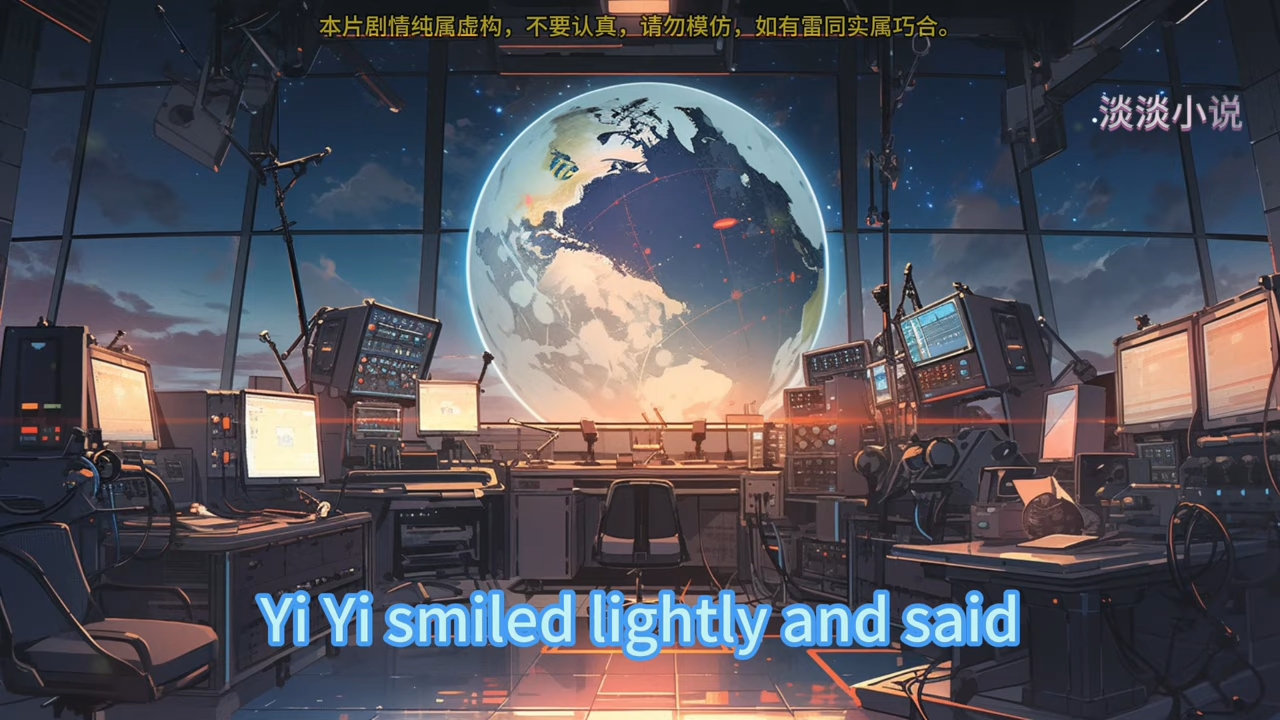 本片剧情纯属虚构，不要认真，请勿模仿，如有雷同实属巧合。
.淡淡小说
Yi Yi smiled lightly and said